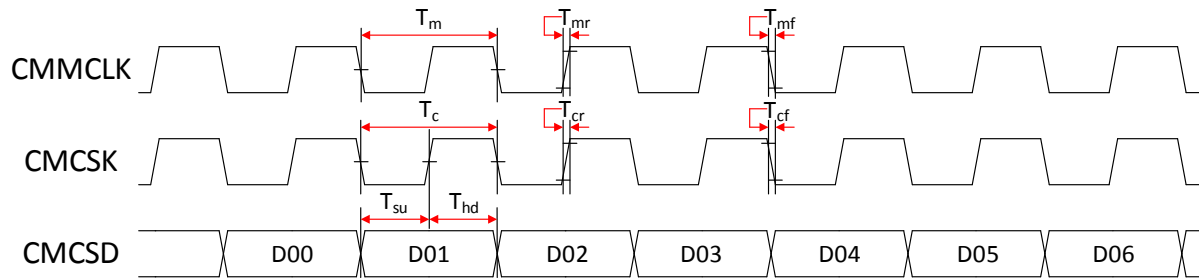 Tm Tmr Tmf
CMMCLK
Tc Tcr Tcf
CMCSK
Tsu Thd
CMCSD D00 D01 D02 D03 D04 D05 D06